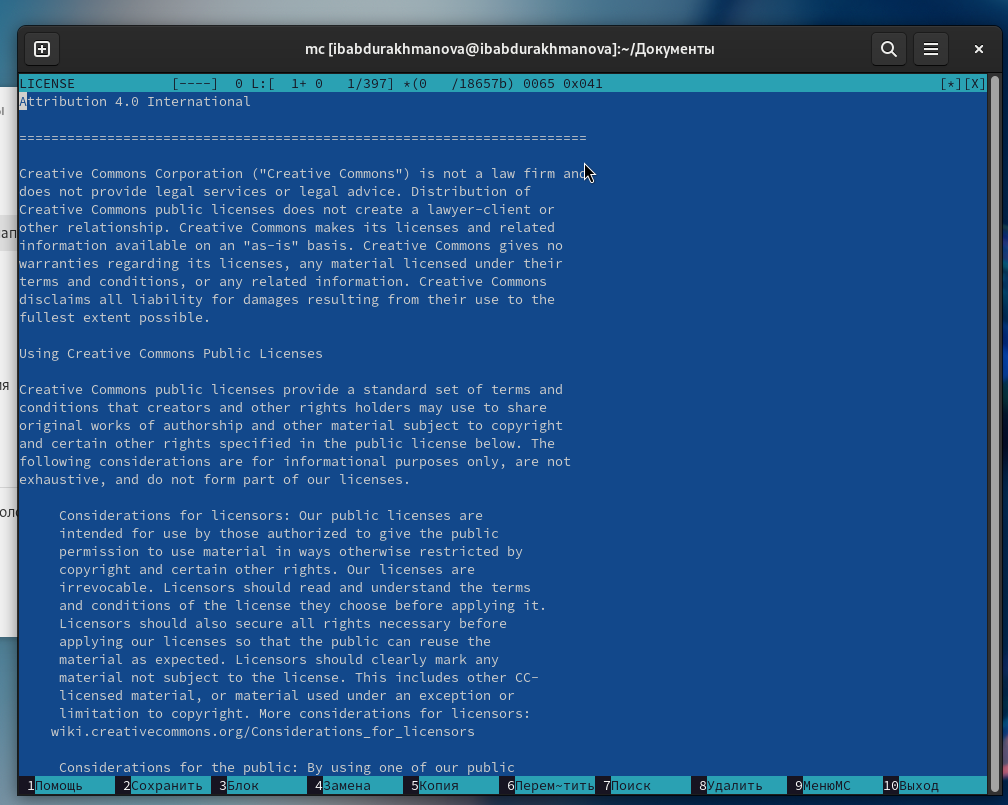 mc [ibabdurakhmanova@ibabdurakhmanova]:~/Документы
LICENSE [----] 0 L:[ 1+ 0 1/397] *(0 /18657b) 0065 0x041 [*][X]
Attribution 4.0 International
=======================================================================
Creative Commons Corporation ("Creative Commons") is not a law firm and
does not provide legal services or legal advice. Distribution of
Creative Commons public licenses does not create a lawyer-client or
other relationship. Creative Commons makes its licenses and related
information available on an "as-is" basis. Creative Commons gives no
warranties regarding its licenses, any material licensed under their
terms and conditions, or any related information. Creative Commons
disclaims all liability for damages resulting from their use to the
fullest extent possible.
Using Creative Commons Public Licenses
Creative Commons public licenses provide a standard set of terms and
conditions that creators and other rights holders may use to share
original works of authorship and other material subject to copyright
and certain other rights specified in the public license below. The
following considerations are for informational purposes only, are not
exhaustive, and do not form part of our licenses.
Considerations for licensors: Our public licenses are
intended for use by those authorized to give the public
permission to use material in ways otherwise restricted by
copyright and certain other rights. Our licenses are
irrevocable. Licensors should read and understand the terms
and conditions of the license they choose before applying it.
Licensors should also secure all rights necessary before
applying our licenses so that the public can reuse the
material as expected. Licensors should clearly mark any
material not subject to the license. This includes other CC-
licensed material, or material used under an exception or
limitation to copyright. More considerations for licensors:
wiki.creativecommons.org/Considerations_for_licensors
Considerations for the public: By using one of our public
1Помощь 2Сохранить 3Блок 4Замена 5Копия 6Перем~тить 7Поиск 8Удалить 9МенюMC 10Выход